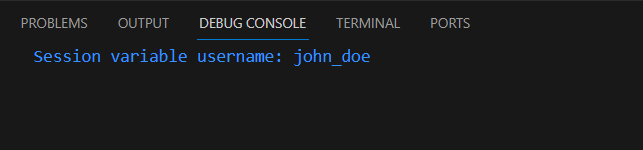 PROBLEMS OUTPUT DEBUG CONSOLE TERMINAL PORTS
Session variable username: john_doe